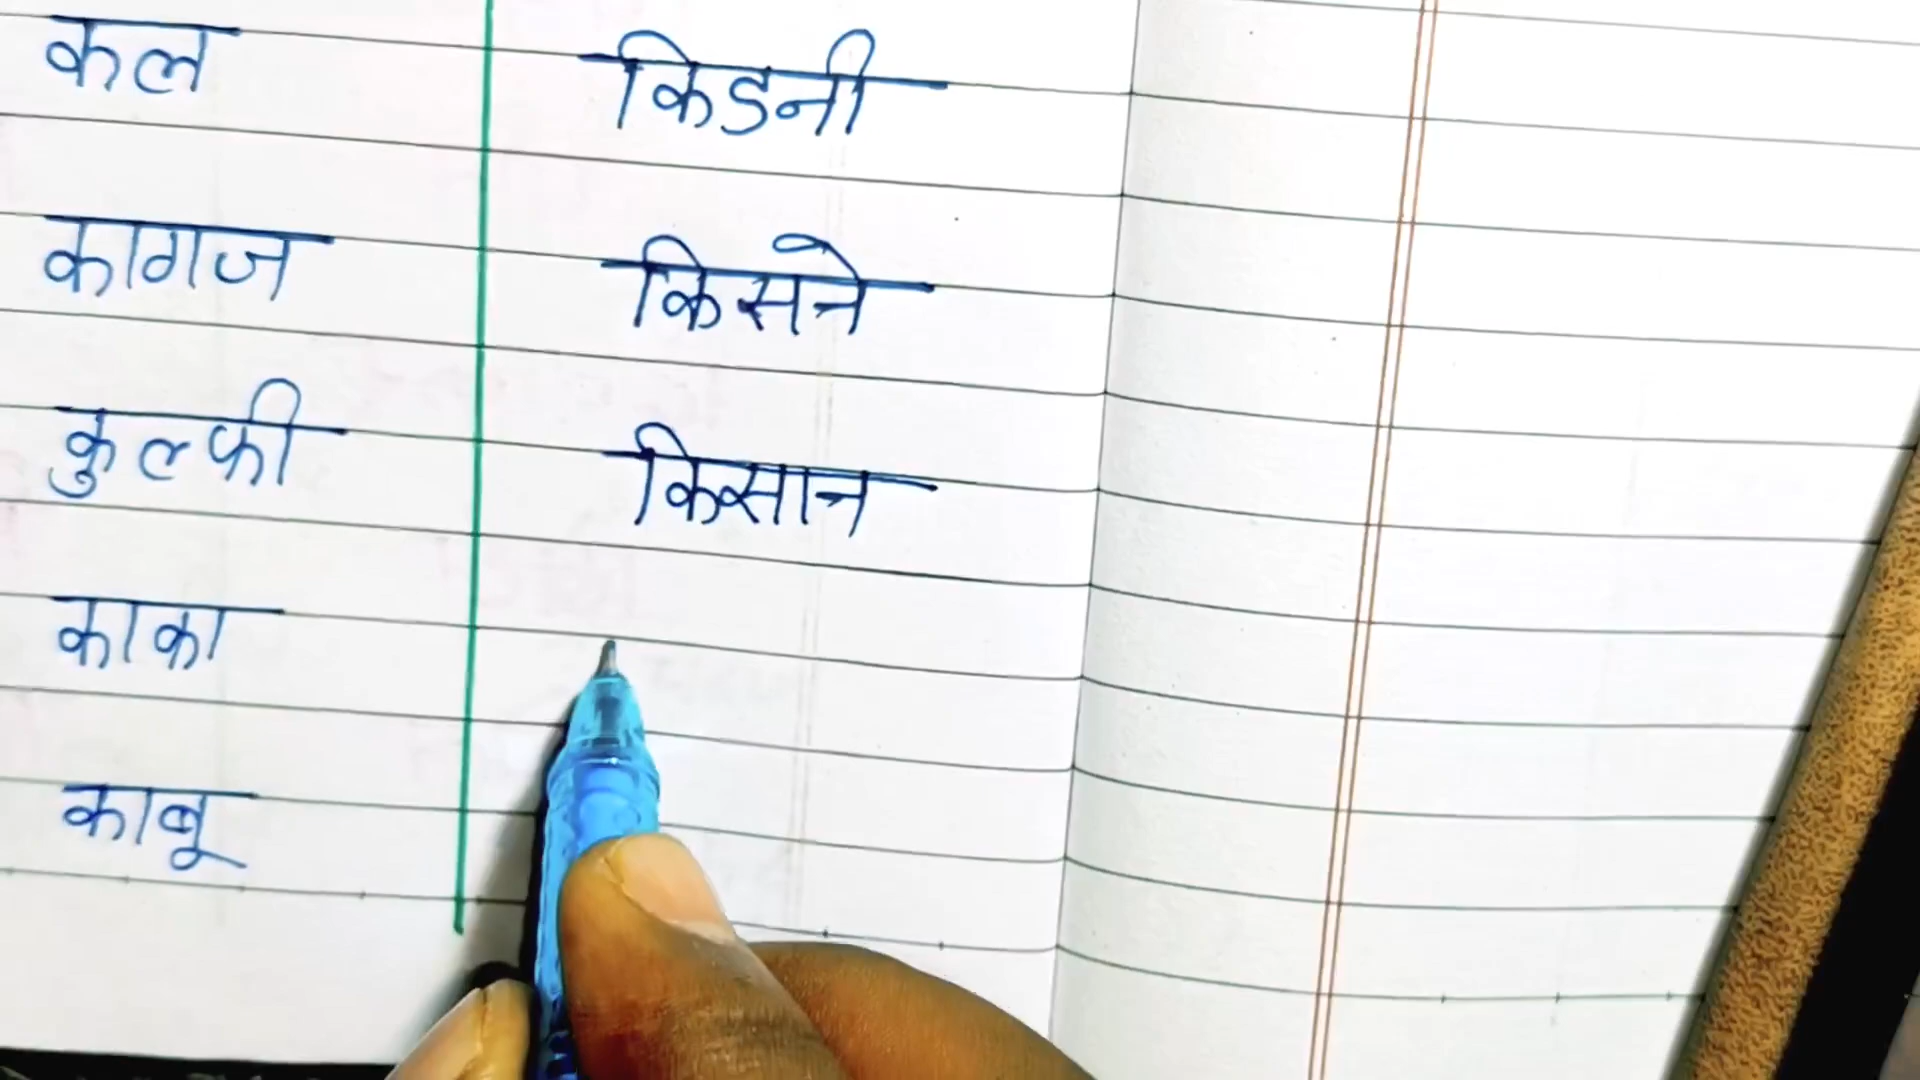 कल
कागज
कुल्फी
काका
काबू
किडनी
किसने
किसान